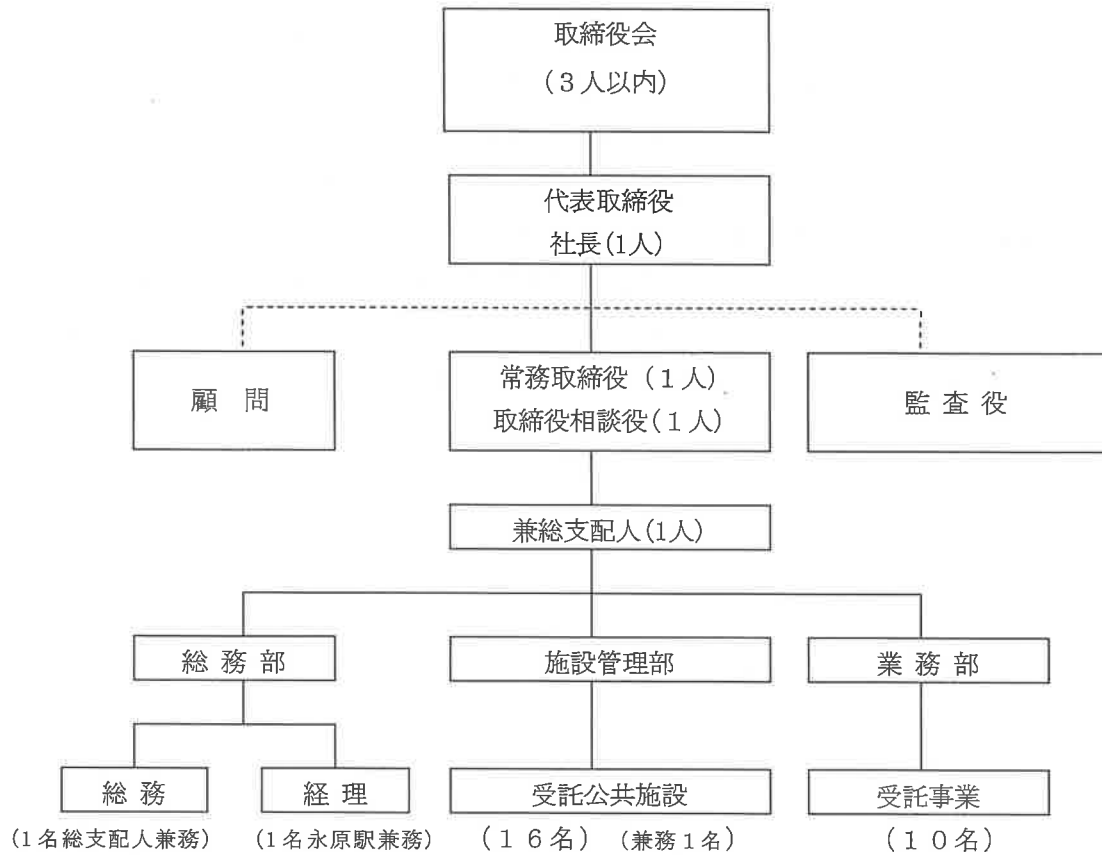 取締役会
（３人以内）
代表取締役
社長(1人)
顧 問
常務取締役（１人）
取締役相談役(１人)
監 査 役
兼総支配人(1人)
総 務 部
施設管理部
業 務 部
総 務
経 理
受託公共施設
受託事業
(1名総支配人兼務)
(1名永原駅兼務)
（１６名）
(兼務１名)
（１０名）